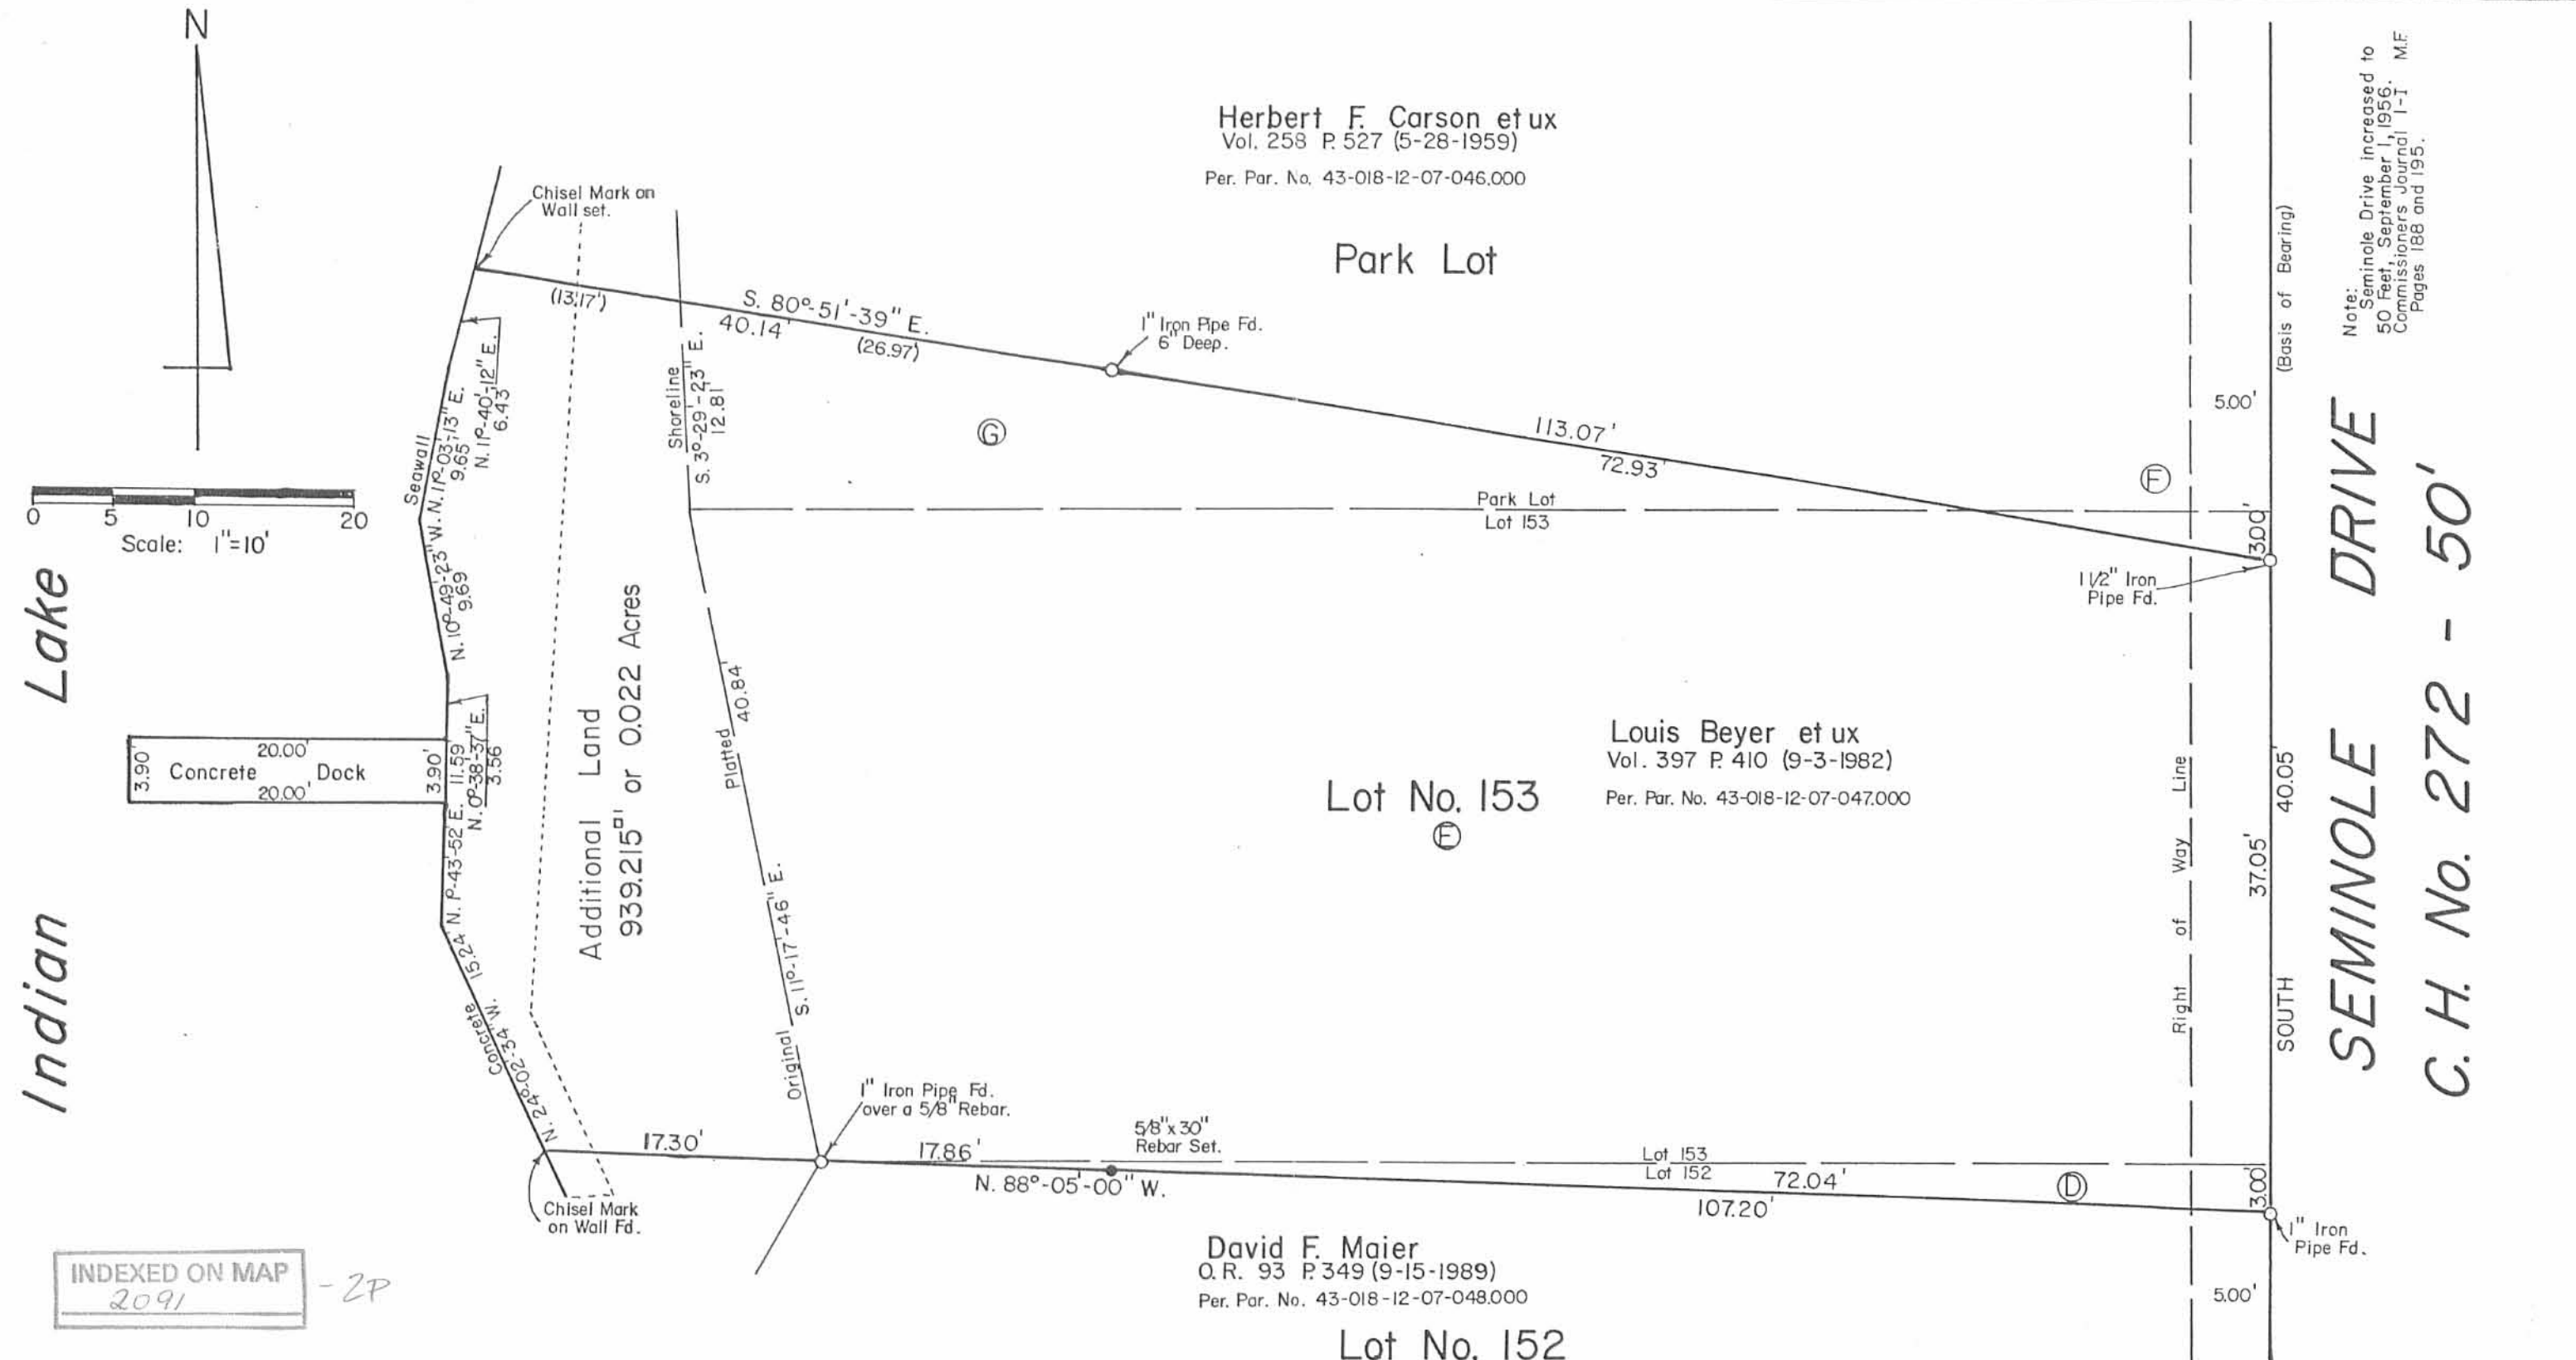 N
Herbert F. Carson et ux
Vol. 258 P. 527 (5-28-1959)
Per. Par. No. 43-018-12-07-046.000
Park Lot
Note:
Seminole Drive increased to
50 Feet, September 1, 1956.
Commissioners Journal 1-I M.F.
Pages 188 and 195.
(Basis of Bearing)
Chisel Mark on
Wall set.
(13.17')
S. 80°-51'-39" E.
40.14'
(26.97')
1" Iron Pipe Fd.
6" Deep.
113.07'
72.93'
5.00'
Shoreline
S. 3°-29'-23" E.
12.81'
N. 11°-40'-12" E.
6.43'
N. 11°-03'-13" E.
9.65'
Seawall
G
F
0 5 10 20
Scale: 1"=10'
Park Lot
Lot 153
3.00'
1 1/2" Iron
Pipe Fd.
N. 10°-49'-23" W.
9.69
Indian Lake
Additional Land
939.215□' or 0.022 Acres
Platted
40.84'
S. 11°-17'-46" E.
Original
3.90'
20.00'
Concrete Dock
20.00'
3.90'
11.59'
N. 0°-38'-37" E.
3.56
N. 1°-43'-52" E.
Louis Beyer et ux
Vol. 397 P. 410 (9-3-1982)
Per. Par. No. 43-018-12-07-047.000
Lot No. 153
E
Right of Way Line
37.05'
40.05'
SOUTH
SEMINOLE DRIVE
C. H. No. 272 - 50'
15.24'
Concrete
N. 24°-02'-34" W.
1" Iron Pipe Fd.
over a 5/8" Rebar.
5/8"x30"
Rebar Set.
17.30'
17.86'
N. 88°-05'-00" W.
Lot 153
Lot 152
72.04'
107.20'
D
3.00'
1" Iron
Pipe Fd.
Chisel Mark
on Wall Fd.
David F. Maier
O.R. 93 P. 349 (9-15-1989)
Per. Par. No. 43-018-12-07-048.000
5.00'
Lot No. 152
INDEXED ON MAP
2091
- 2P